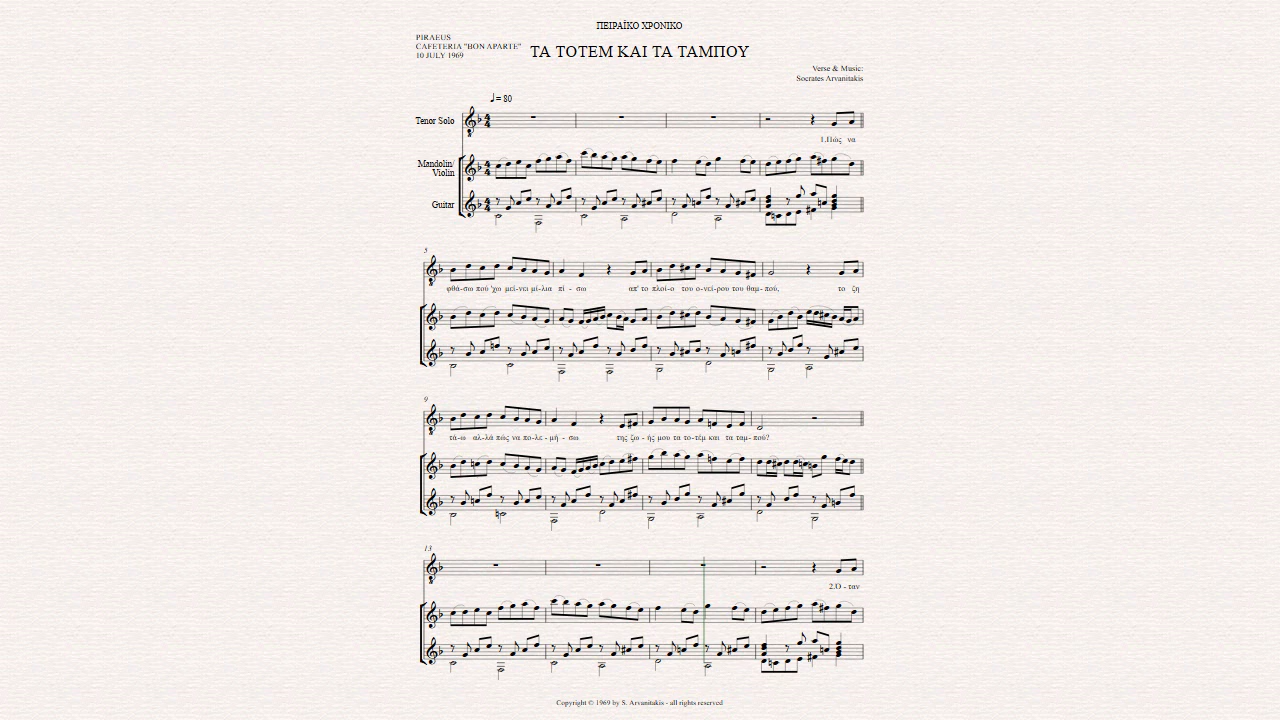 ΠΕΙΡΑΪΚΟ ΧΡΟΝΙΚΟ
PIRAEUS
CAFETERIA "BON APARTE"
10 JULY 1969
ΤΑ ΤΟΤΕΜ ΚΑΙ ΤΑ ΤΑΜΠΟΥ
Verse & Music:
Socrates Arvanitakis
♩= 80
Tenor Solo
1.Πώς να
Mandolin/
Violin
Guitar
5
φθά-σω πού 'χω μεί-νει μί-λια πί - σω απ' το πλοί-ο του ο-νεί-ρου του θαμ-πού, το ζη
9
τά-ω αλ-λά πώς να πο-λε - μή - σω της ζω - ής μου τα το-τέμ και τα ταμ- πού?
13
2.Ό - ταν
Copyright © 1969 by S. Arvanitakis - all rights reserved